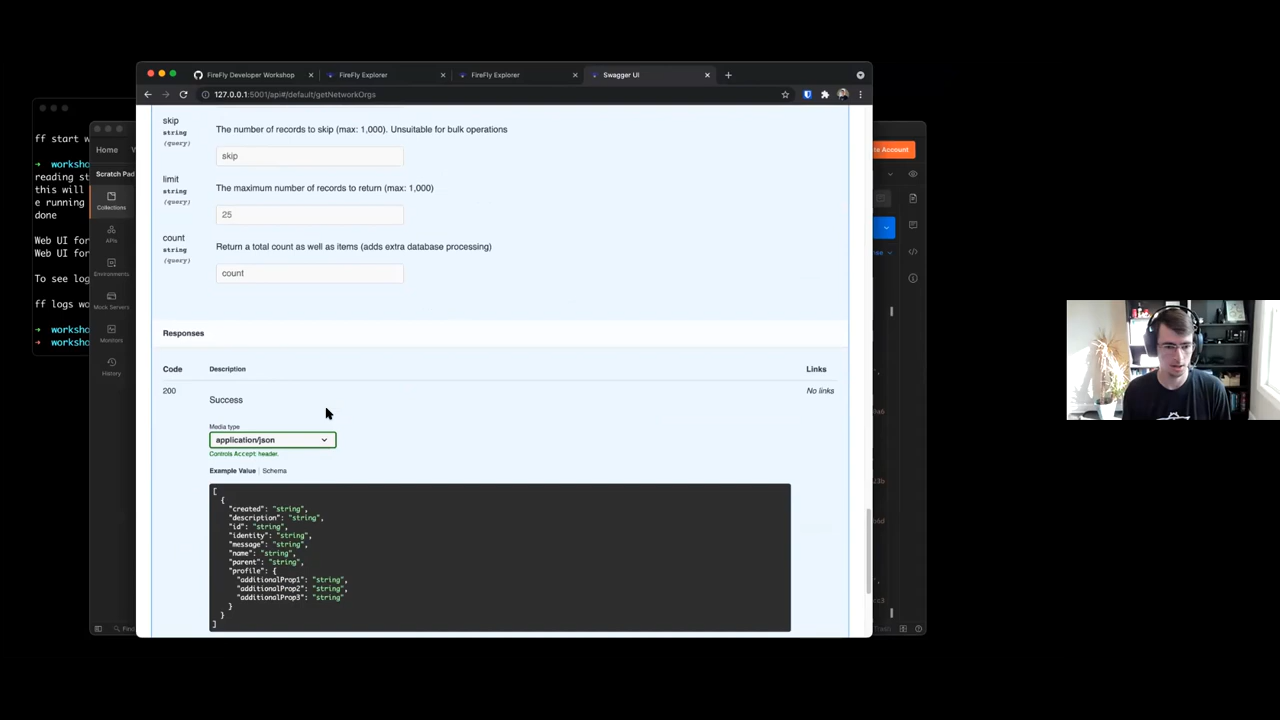 FireFly Developer Workshop
FireFly Explorer
FireFly Explorer
Swagger UI
127.0.0.1:5001/api#/default/getNetworkOrgs
ff start w
worksho
reading st
this will
e running
done
Web UI for
Web UI for
To see log
ff logs wo
worksho
worksho
Home
Scratch Pad
Collections
APIs
Environments
Mock Servers
Monitors
History
Find
te Account
skip
string
(query)
The number of records to skip (max: 1,000). Unsuitable for bulk operations
skip
limit
string
(query)
The maximum number of records to return (max: 1,000)
25
count
string
(query)
Return a total count as well as items (adds extra database processing)
count
Responses
Code
Description
Links
200
Success
No links
Media type
application/json
Controls Accept header.
Example Value
Schema
[
{
"created": "string",
"description": "string",
"id": "string",
"identity": "string",
"message": "string",
"name": "string",
"parent": "string",
"profile": {
"additionalProp1": "string",
"additionalProp2": "string",
"additionalProp3": "string"
}
}
]